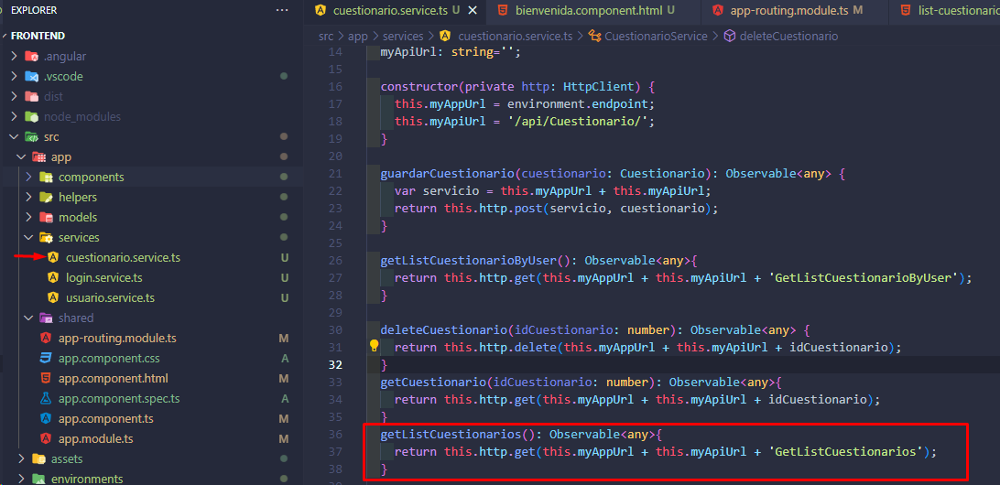 EXPLORER
FRONTEND
.angular
.vscode
dist
node_modules
src
app
components
helpers
models
services
cuestionario.service.ts U
login.service.ts U
usuario.service.ts U
shared
app-routing.module.ts M
app.component.css A
app.component.html M
app.component.spec.ts A
app.component.ts M
app.module.ts M
assets
environments
cuestionario.service.ts U bienvenida.component.html U app-routing.module.ts M list-cuestionario
src > app > services > cuestionario.service.ts > CuestionarioService > deleteCuestionario
14 myApiUrl: string='';
15
16 constructor(private http: HttpClient) {
17 this.myAppUrl = environment.endpoint;
18 this.myApiUrl = '/api/Cuestionario/';
19 }
20
21 guardarCuestionario(cuestionario: Cuestionario): Observable<any> {
22 var servicio = this.myAppUrl + this.myApiUrl;
23 return this.http.post(servicio, cuestionario);
24 }
25
26 getListCuestionarioByUser(): Observable<any>{
27 return this.http.get(this.myAppUrl + this.myApiUrl + 'GetListCuestionarioByUser');
28 }
29
30 deleteCuestionario(idCuestionario: number): Observable<any> {
31 return this.http.delete(this.myAppUrl + this.myApiUrl + idCuestionario);
32 }
33 getCuestionario(idCuestionario: number): Observable<any>{
34 return this.http.get(this.myAppUrl + this.myApiUrl + idCuestionario);
35 }
36 getListCuestionarios(): Observable<any>{
37 return this.http.get(this.myAppUrl + this.myApiUrl + 'GetListCuestionarios');
38 }